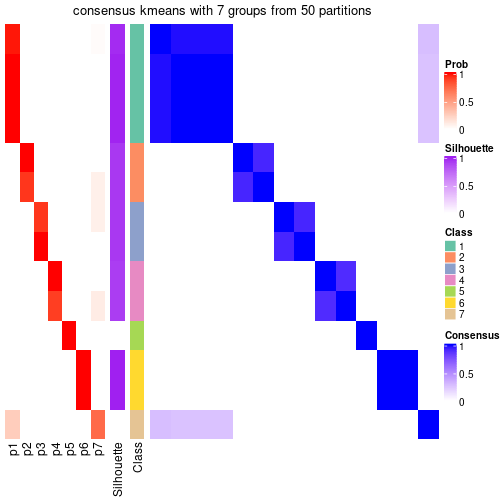 consensus kmeans with 7 groups from 50 partitions
Prob
1
0.5
0
Silhouette
1
0.5
0
Class
1
2
3
4
5
6
7
Consensus
1
0.5
0
p1
p2
p3
p4
p5
p6
p7
Silhouette
Class